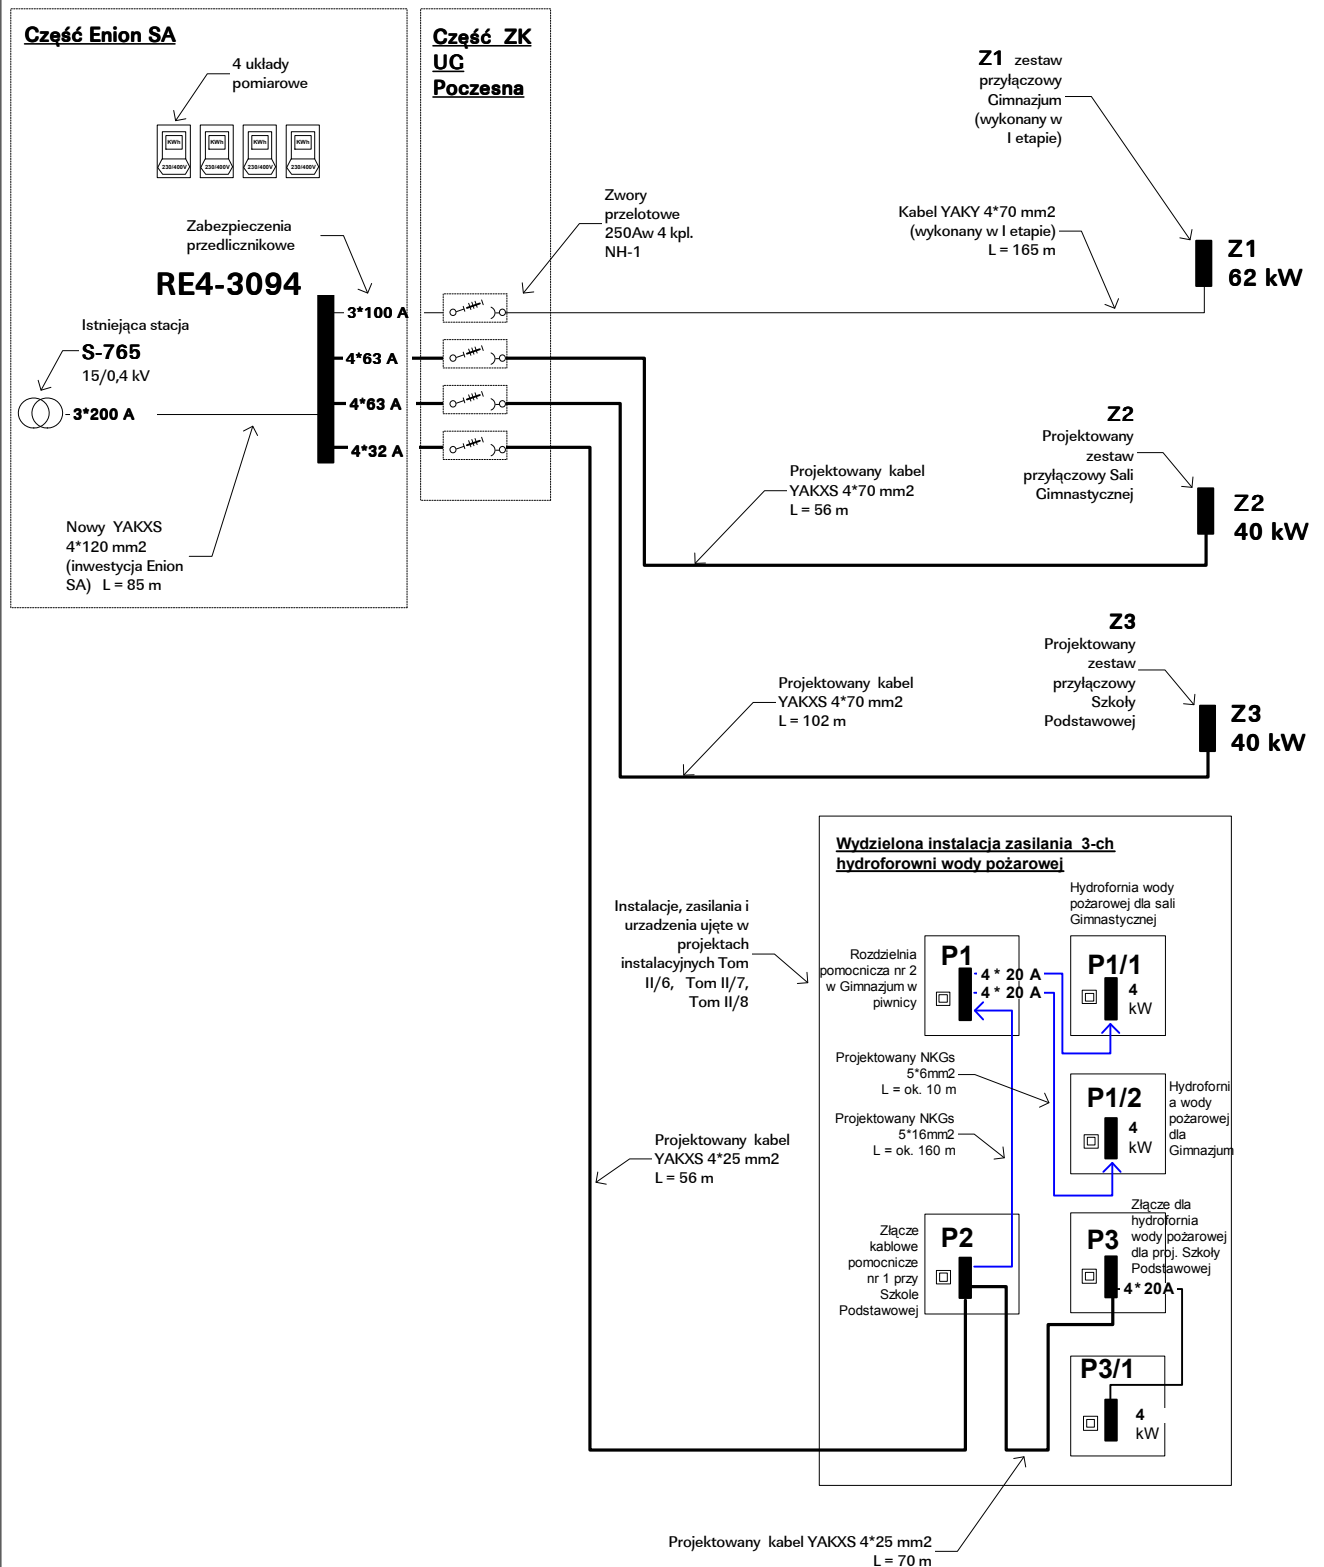 Część Enion SA
4 układy
pomiarowe
KWh
KWh
KWh
KWh
230/400V
230/400V
230/400V
230/400V
Zabezpieczenia
przedlicznikowe
RE4-3094
Istniejąca stacja
S-765
15/0,4 kV
3*200 A
3*100 A
4*63 A
4*63 A
4*32 A
Nowy YAKXS
4*120 mm2
(inwestycja Enion
SA) L = 85 m
Część ZK
UG
Poczesna
Zwory
przelotowe
250Aw 4 kpl.
NH-1
Z1 zestaw
przyłączowy
Gimnazjum
(wykonany w
I etapie)
Kabel YAKY 4*70 mm2
(wykonany w I etapie)
L = 165 m
Z1
62 kW
Z2
Projektowany
zestaw
przyłączowy Sali
Gimnastycznej
Projektowany kabel
YAKXS 4*70 mm2
L = 56 m
Z2
40 kW
Z3
Projektowany
zestaw
przyłączowy
Szkoły
Podstawowej
Projektowany kabel
YAKXS 4*70 mm2
L = 102 m
Z3
40 kW
Wydzielona instalacja zasilania 3-ch
hydroforowni wody pożarowej
Instalacje, zasilania i
urzadzenia ujęte w
projektach
instalacyjnych Tom
II/6, Tom II/7,
Tom II/8
Rozdzielnia
pomocnicza nr 2
w Gimnazjum w
piwnicy
P1
4 * 20 A
4 * 20 A
Hydrofornia wody
pożarowej dla sali
Gimnastycznej
P1/1
4
kW
Projektowany NKGs
5*6mm2
L = ok. 10 m
Projektowany NKGs
5*16mm2
L = ok. 160 m
P1/2
4
kW
Hydroforni
a wody
pożarowej
dla
Gimnazjum
Projektowany kabel
YAKXS 4*25 mm2
L = 56 m
Złącze
kablowe
pomocnicze
nr 1 przy
Szkole
Podstawowej
P2
P3
Złącze dla
hydrofornia
wody pożarowej
dla proj. Szkoły
Podstawowej
4 * 20A
P3/1
4
kW
Projektowany kabel YAKXS 4*25 mm2
L = 70 m